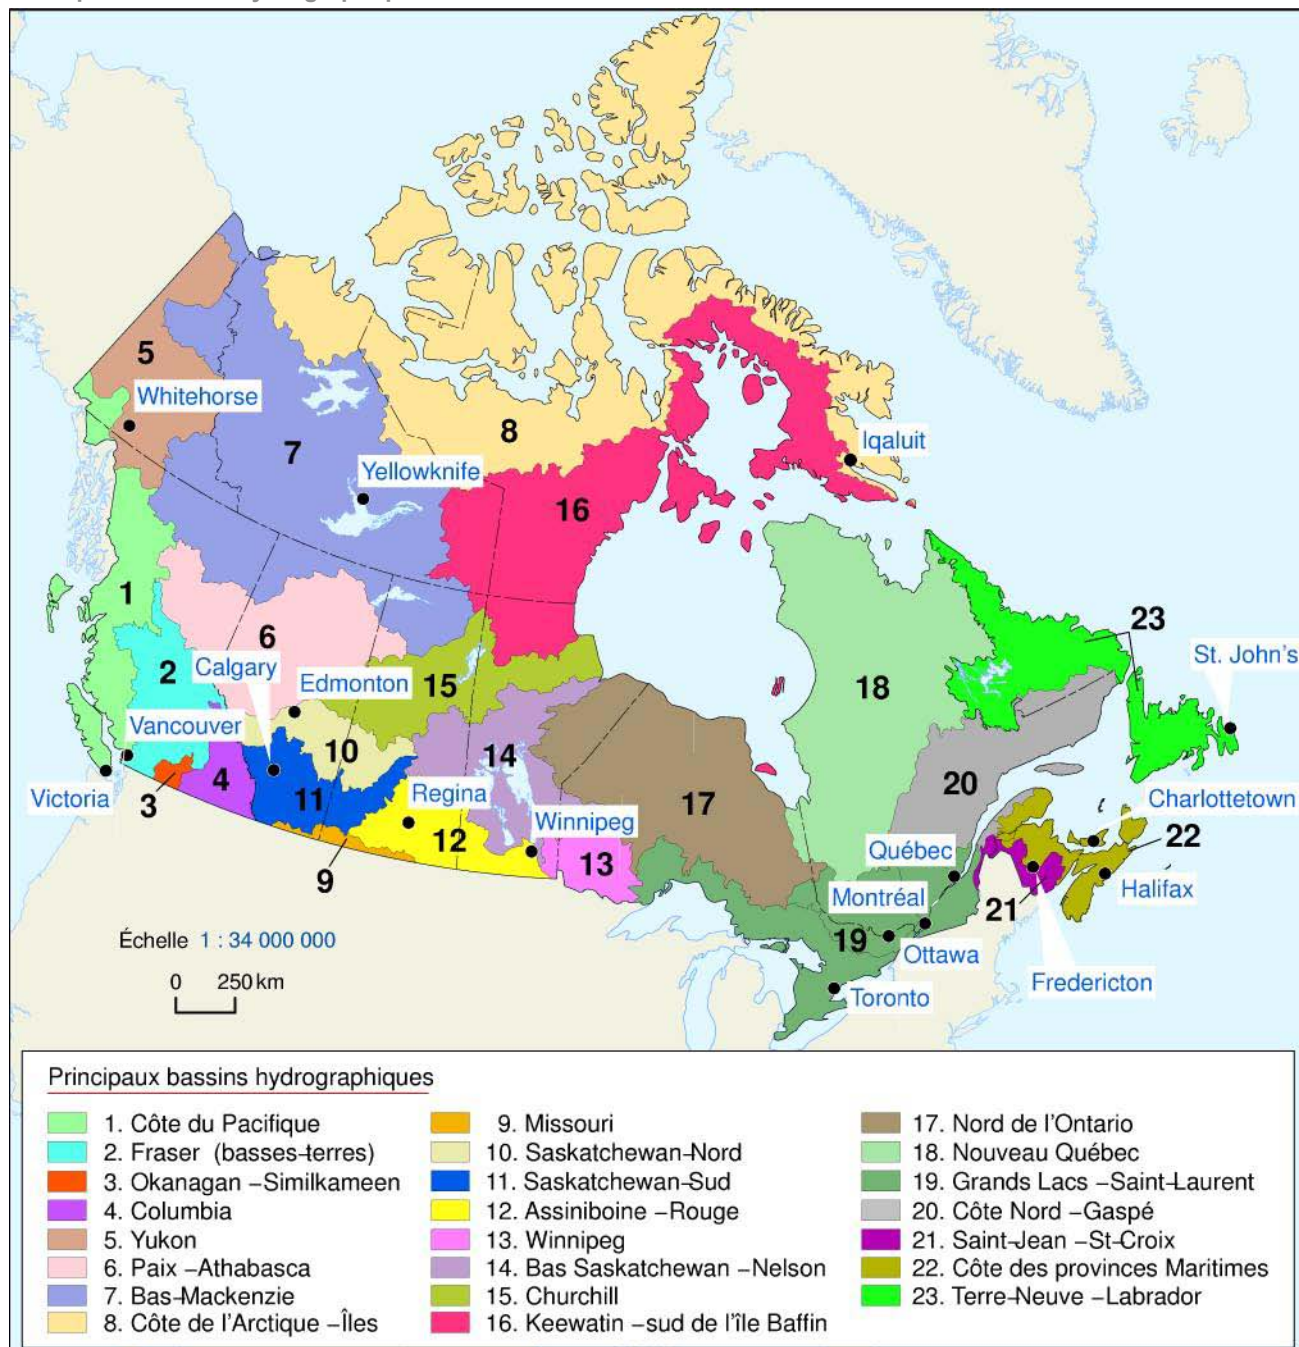 5
Whitehorse
7
Yellowknife
8
Iqaluit
16
1
6
2
Calgary
Edmonton
15
18
23
St. John's
Vancouver
10
14
20
Victoria
3
4
11
Regina
12
Winnipeg
17
Charlottetown
9
13
Québec
22
Montréal
21
Halifax
19
Ottawa
Fredericton
Toronto
Échelle 1 : 34 000 000
0 250 km
Principaux bassins hydrographiques
1. Côte du Pacifique
2. Fraser (basses–terres)
3. Okanagan –Similkameen
4. Columbia
5. Yukon
6. Paix –Athabasca
7. Bas–Mackenzie
8. Côte de l'Arctique –Îles
9. Missouri
10. Saskatchewan–Nord
11. Saskatchewan–Sud
12. Assiniboine –Rouge
13. Winnipeg
14. Bas Saskatchewan –Nelson
15. Churchill
16. Keewatin –sud de l'île Baffin
17. Nord de l'Ontario
18. Nouveau Québec
19. Grands Lacs –Saint–Laurent
20. Côte Nord –Gaspé
21. Saint–Jean –St–Croix
22. Côte des provinces Maritimes
23. Terre–Neuve –Labrador